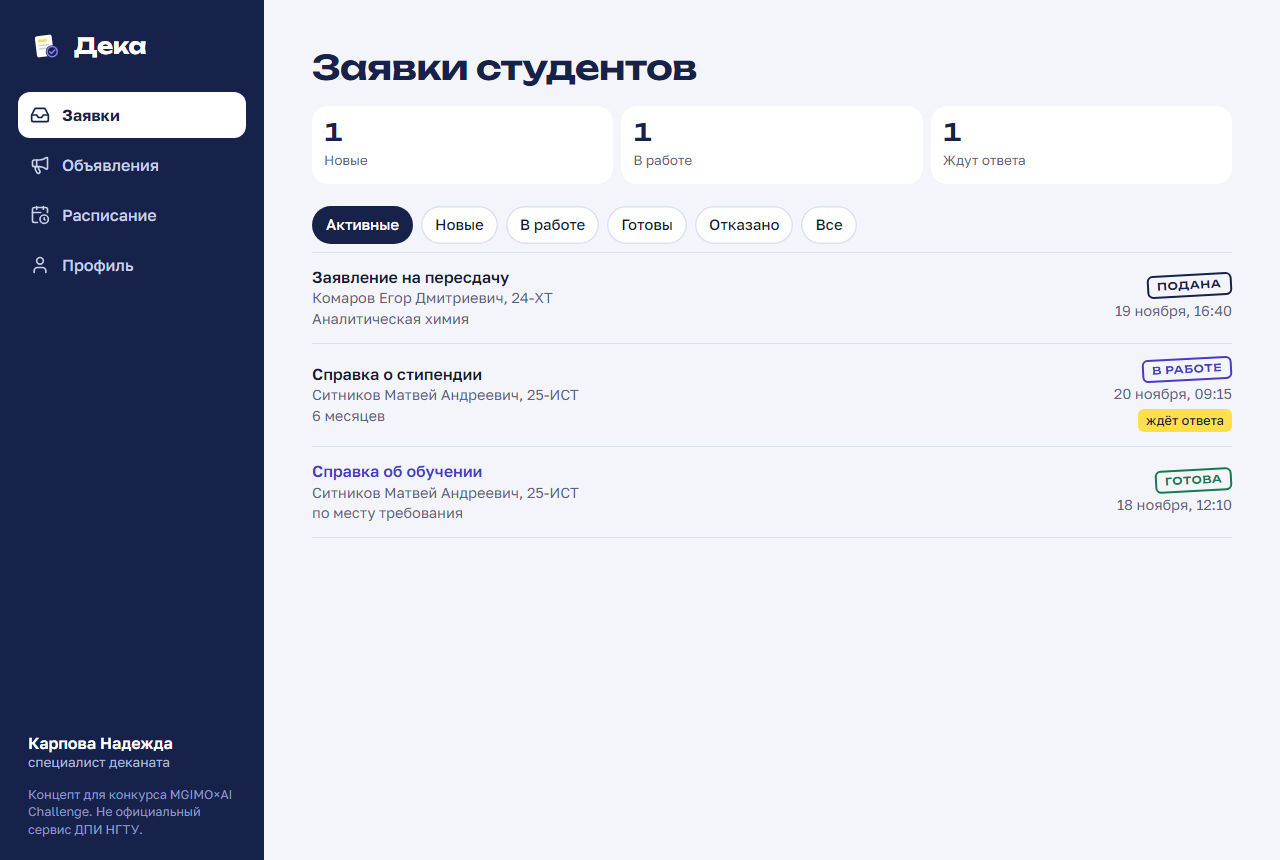 Дека
Заявки
Объявления
Расписание
Профиль
Карпова Надежда
специалист деканата
Концепт для конкурса MGIMO×AI
Challenge. Не официальный
сервис ДПИ НГТУ.
Заявки студентов
1
Новые
1
В работе
1
Ждут ответа
Активные
Новые
В работе
Готовы
Отказано
Все
Заявление на пересдачу
Комаров Егор Дмитриевич, 24-ХТ
Аналитическая химия
ПОДАНА
19 ноября, 16:40
Справка о стипендии
Ситников Матвей Андреевич, 25-ИСТ
6 месяцев
В РАБОТЕ
20 ноября, 09:15
ждёт ответа
Справка об обучении
Ситников Матвей Андреевич, 25-ИСТ
по месту требования
ГОТОВА
18 ноября, 12:10